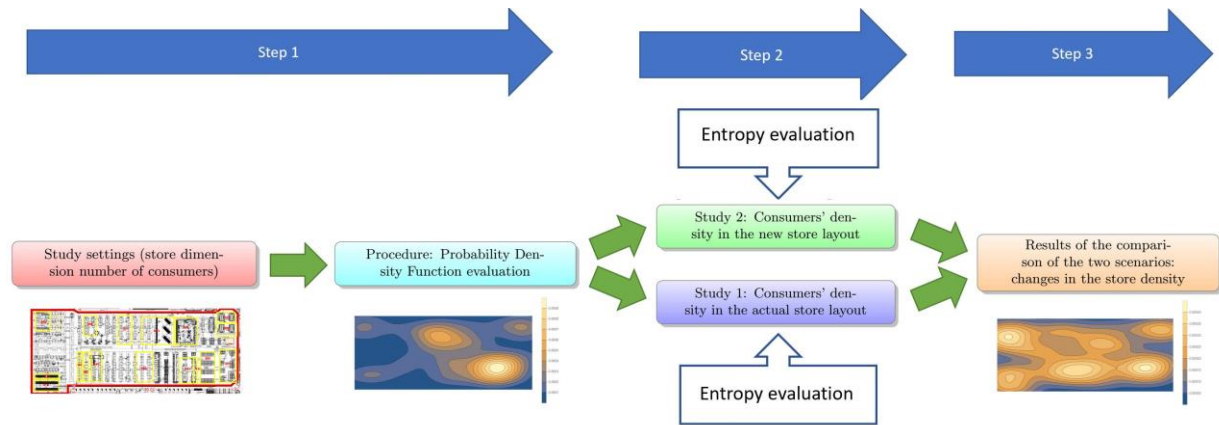 Step 1
Step 2
Step 3
Entropy evaluation
Study 2: Consumers' den-
sity in the new store layout
Study settings (store dimen-
sion number of consumers)
Procedure: Probability Den-
sity Function evaluation
Results of the compari-
son of the two scenarios:
changes in the store density
Study 1: Consumers' den-
sity in the actual store layout
Entropy evaluation